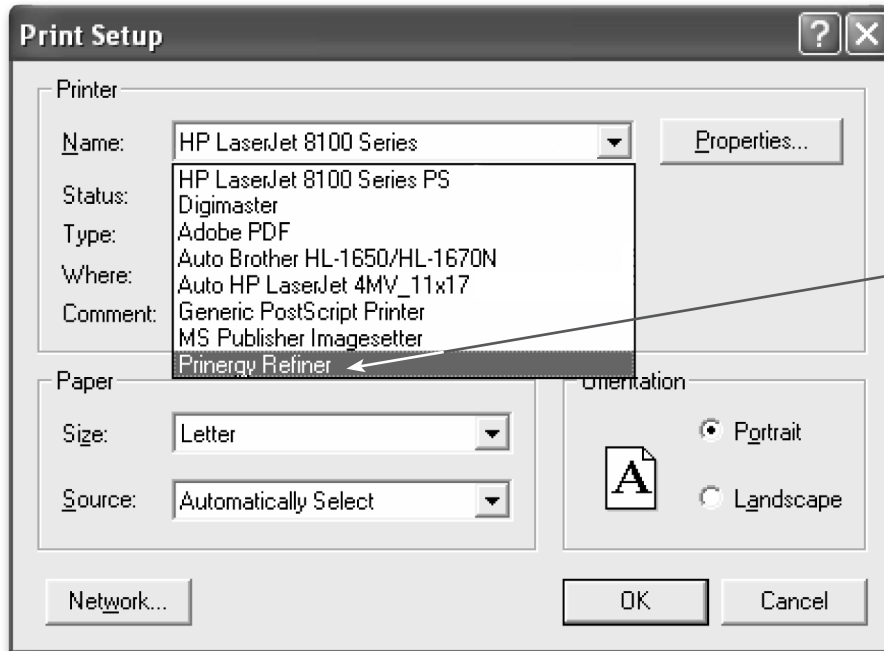 Print Setup
Printer
Name: HP LaserJet 8100 Series Properties...
HP LaserJet 8100 Series PS
Status:
Digimaster
Type: Adobe PDF
Auto Brother HL-1650/HL-1670N
Where: Auto HP LaserJet 4MV_11x17
Comment: Generic PostScript Printer
MS Publisher Imagesetter
Prinergy Refiner
Paper
Orientation
Size: Letter
Portrait
A
Source: Automatically Select
Landscape
Network... OK Cancel